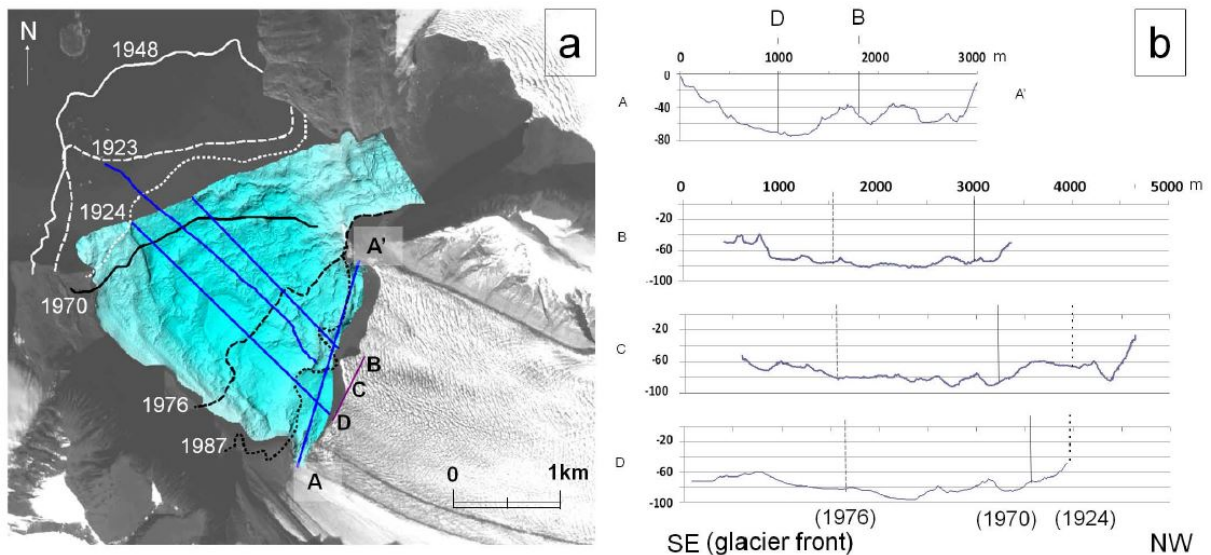 N
a
1948
1923
1924
1970
1976
1987
A'
B
C
D
A
0 1km
b
D B
0 1000 2000 3000 m
0
-40
-80
A A'
0 1000 2000 3000 4000 5000 m
-20
-60
-100
B
-20
-60
-100
C
-20
-60
-100
D
(1976) (1970) (1924)
SE (glacier front) NW